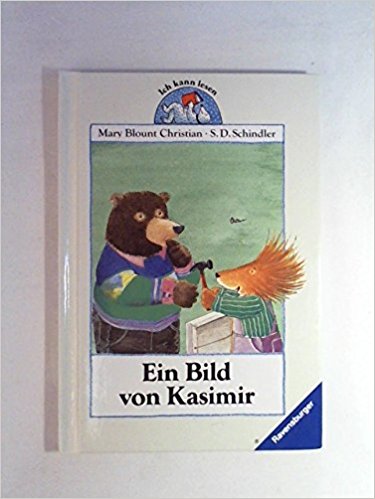 Ich kann lesen
Mary Blount Christian · S. D. Schindler
Ein Bild
von Kasimir
Ravensburger